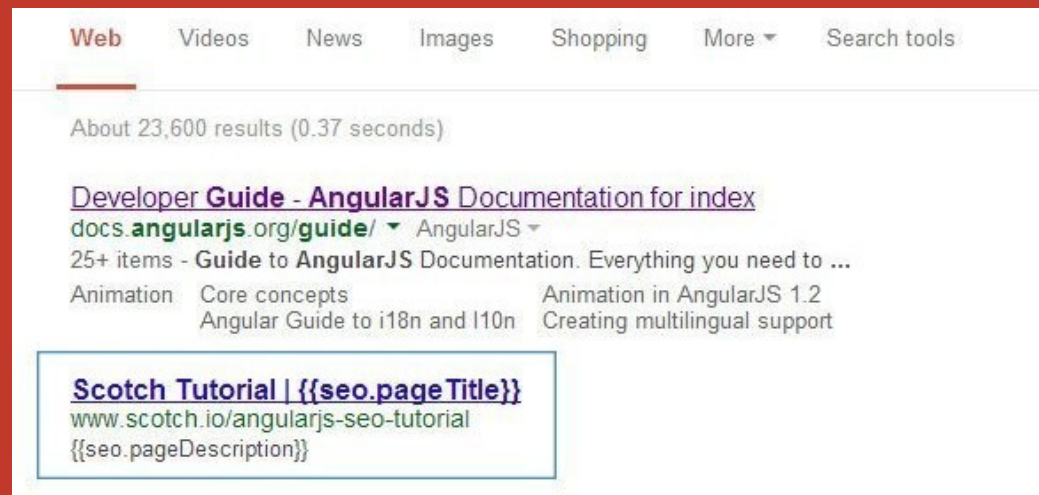 Web Videos News Images Shopping More Search tools
About 23,600 results (0.37 seconds)
Developer Guide - AngularJS Documentation for index
docs.angularjs.org/guide/ AngularJS
25+ items - Guide to AngularJS Documentation. Everything you need to ...
Animation Core concepts Animation in AngularJS 1.2
Angular Guide to i18n and l10n Creating multilingual support
Scotch Tutorial | {{seo.pageTitle}}
www.scotch.io/angularjs-seo-tutorial
{{seo.pageDescription}}